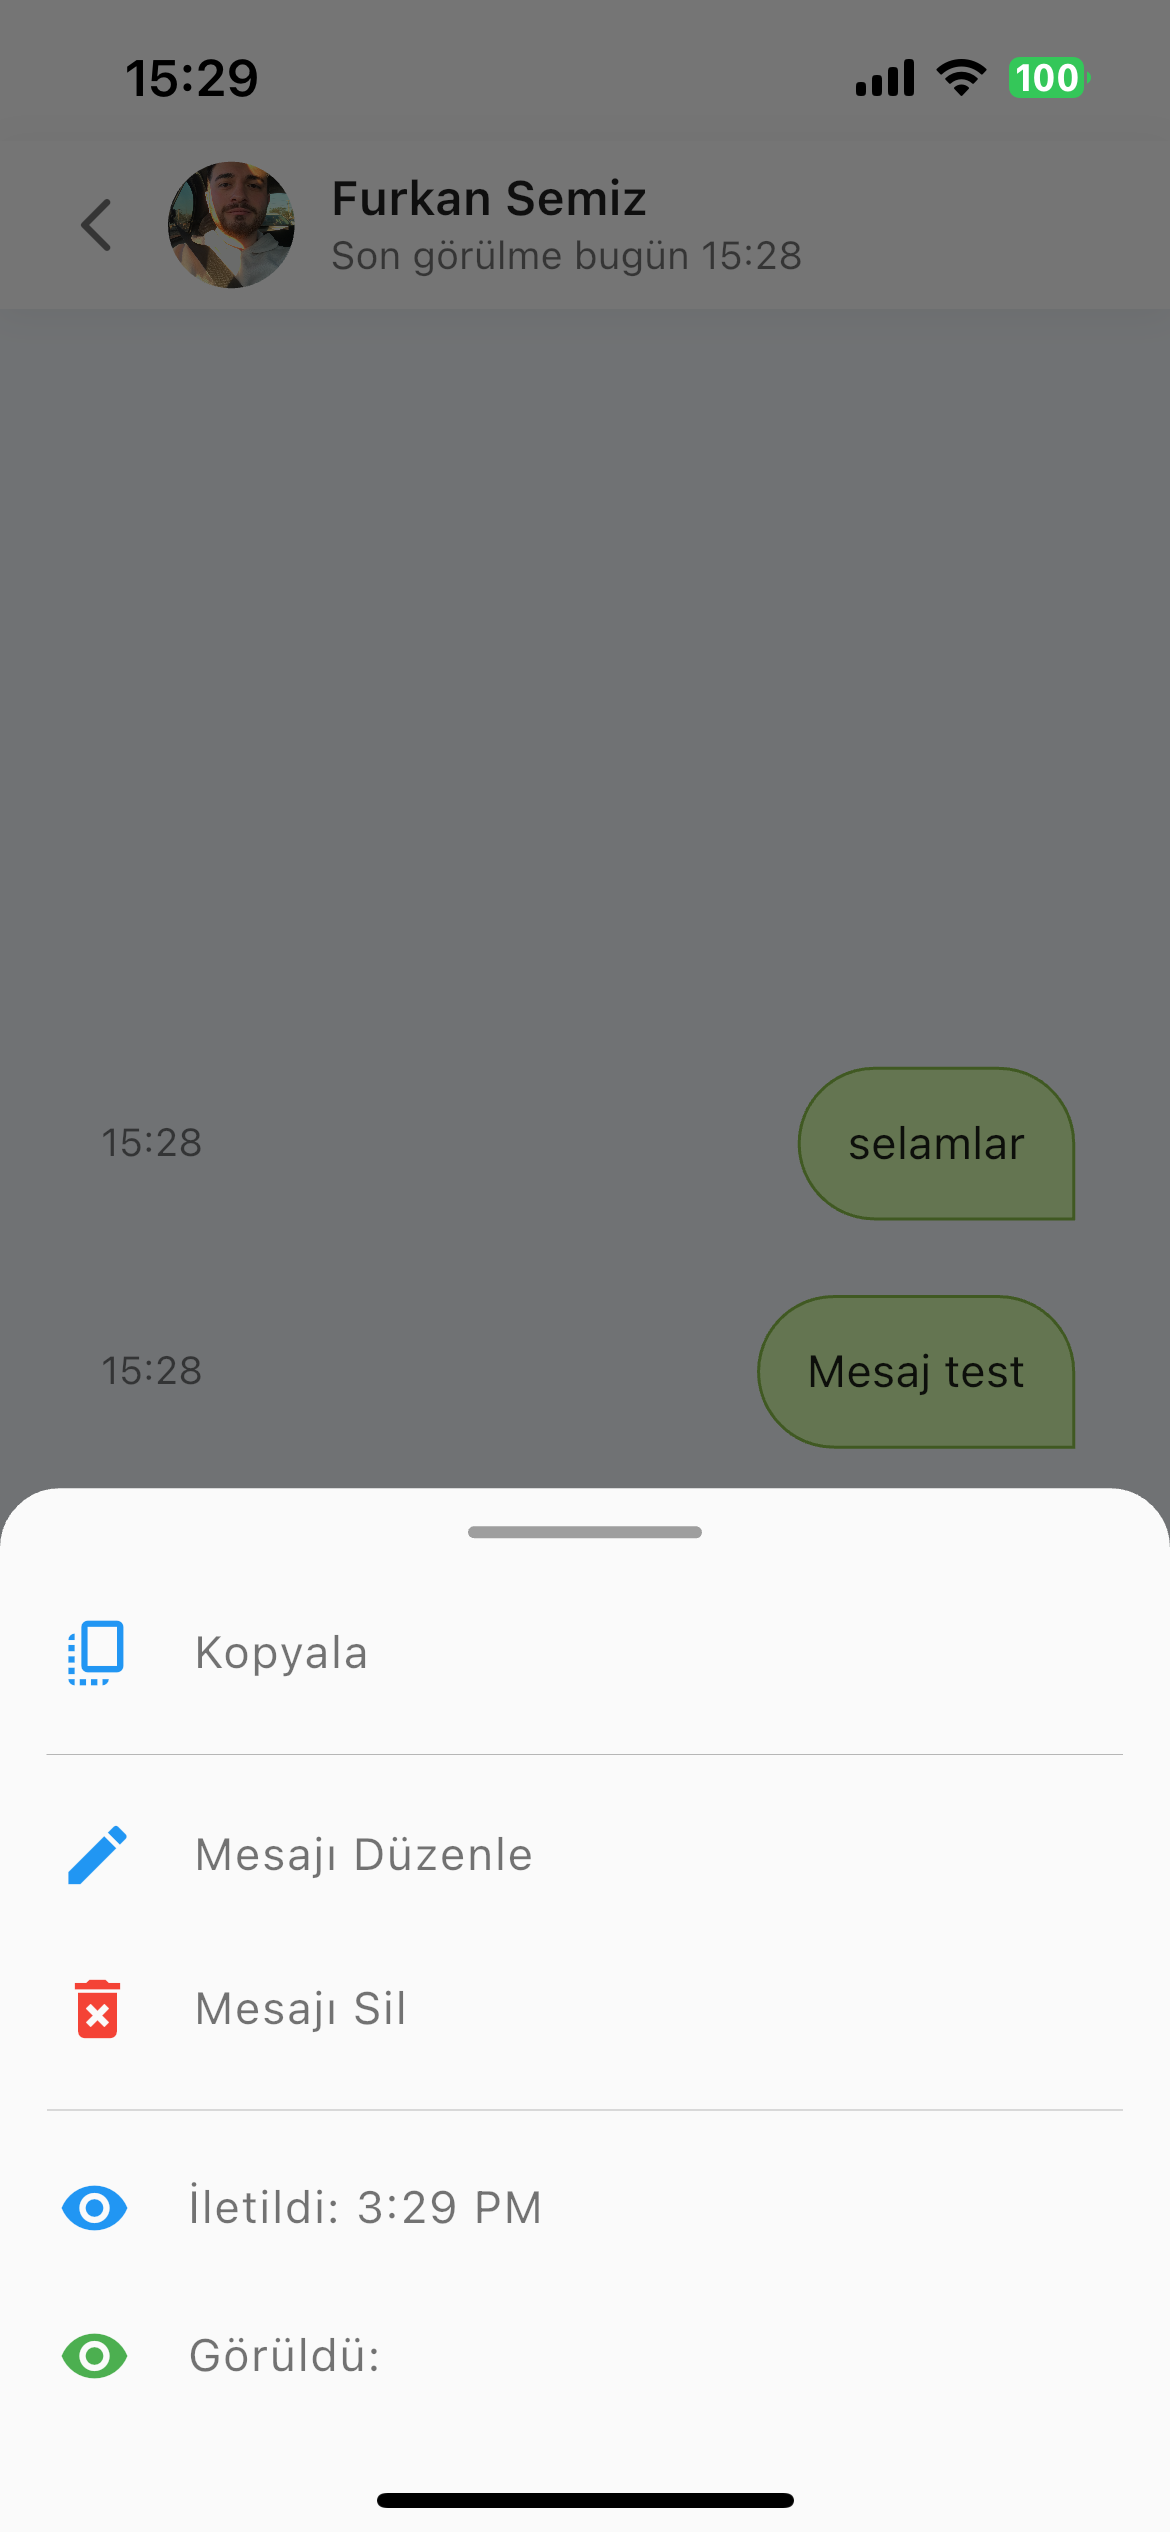 15:29
100
Furkan Semiz
Son görülme bugün 15:28
15:28
selamlar
15:28
Mesaj test
Kopyala
Mesajı Düzenle
Mesajı Sil
İletildi: 3:29 PM
Görüldü: